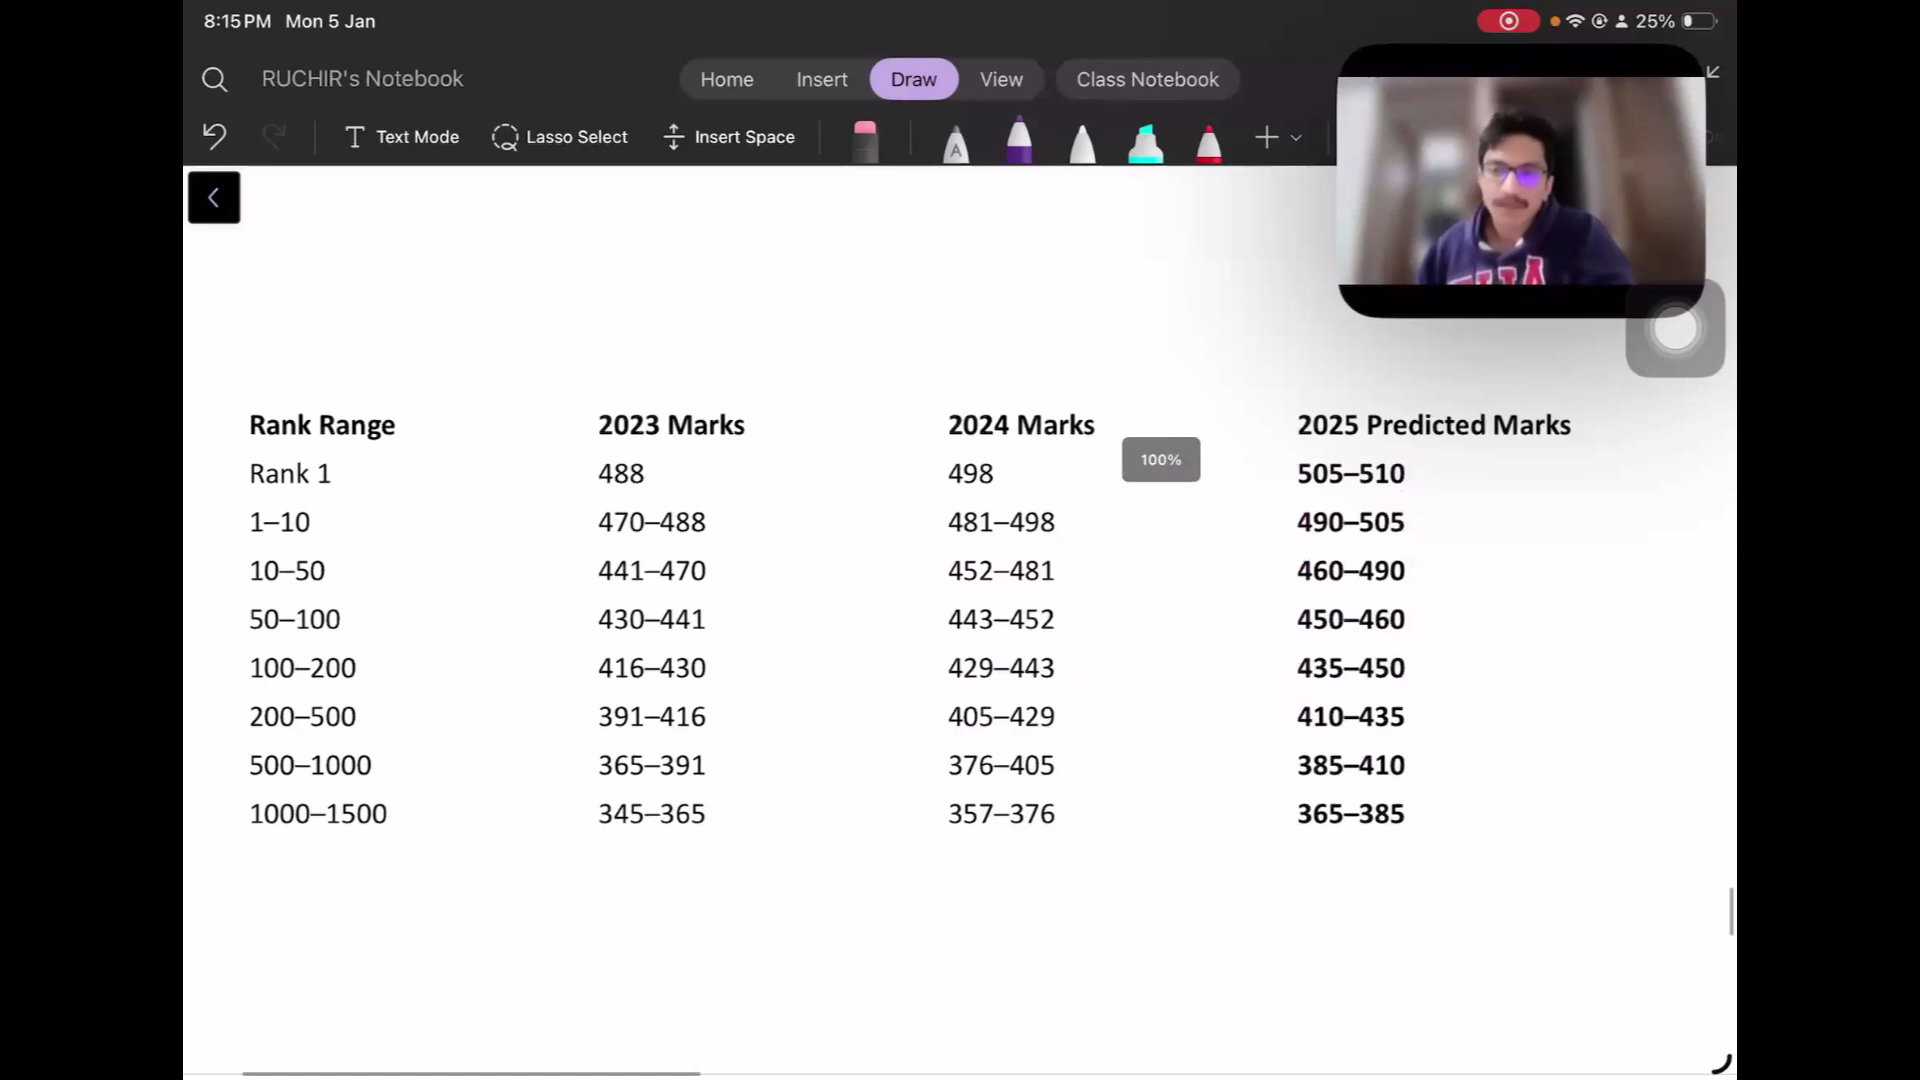 8:15 PM Mon 5 Jan
25%
RUCHIR's Notebook
Home Insert Draw View Class Notebook
Text Mode Lasso Select Insert Space
A
Rank Range 2023 Marks 2024 Marks 2025 Predicted Marks
100%
Rank 1 488 498 505–510
1–10 470–488 481–498 490–505
10–50 441–470 452–481 460–490
50–100 430–441 443–452 450–460
100–200 416–430 429–443 435–450
200–500 391–416 405–429 410–435
500–1000 365–391 376–405 385–410
1000–1500 345–365 357–376 365–385